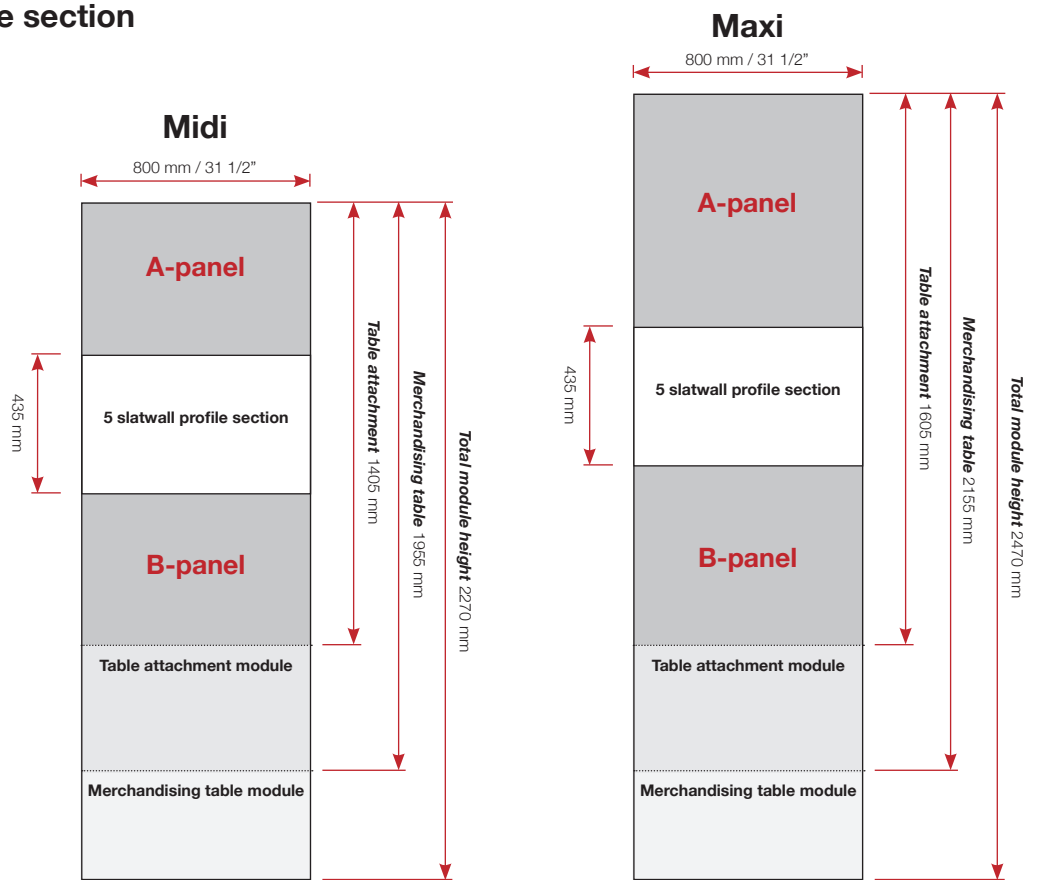 e section
Maxi
800 mm / 31 1/2”
Midi
800 mm / 31 1/2”
A-panel
5 slatwall profile section
B-panel
Table attachment module
Merchandising table module
435 mm
Table attachment 1405 mm
Merchandising table 1955 mm
Total module height 2270 mm
A-panel
5 slatwall profile section
B-panel
Table attachment module
Merchandising table module
435 mm
Table attachment 1605 mm
Merchandising table 2155 mm
Total module height 2470 mm